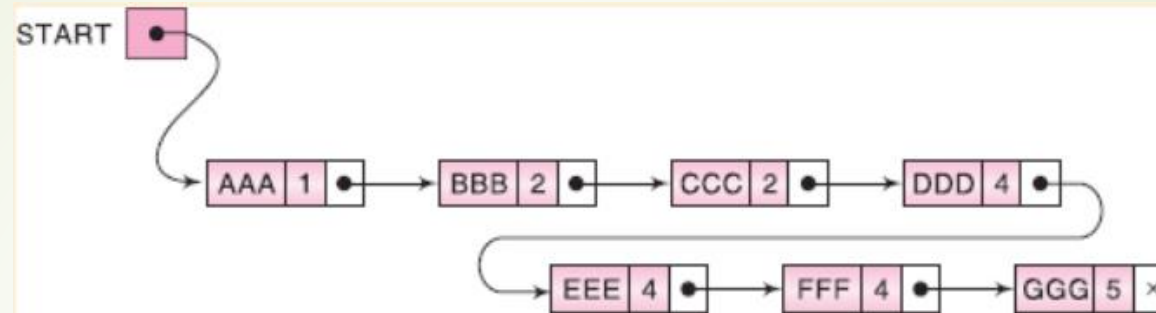 START
AAA 1 BBB 2 CCC 2 DDD 4
EEE 4 FFF 4 GGG 5 ×